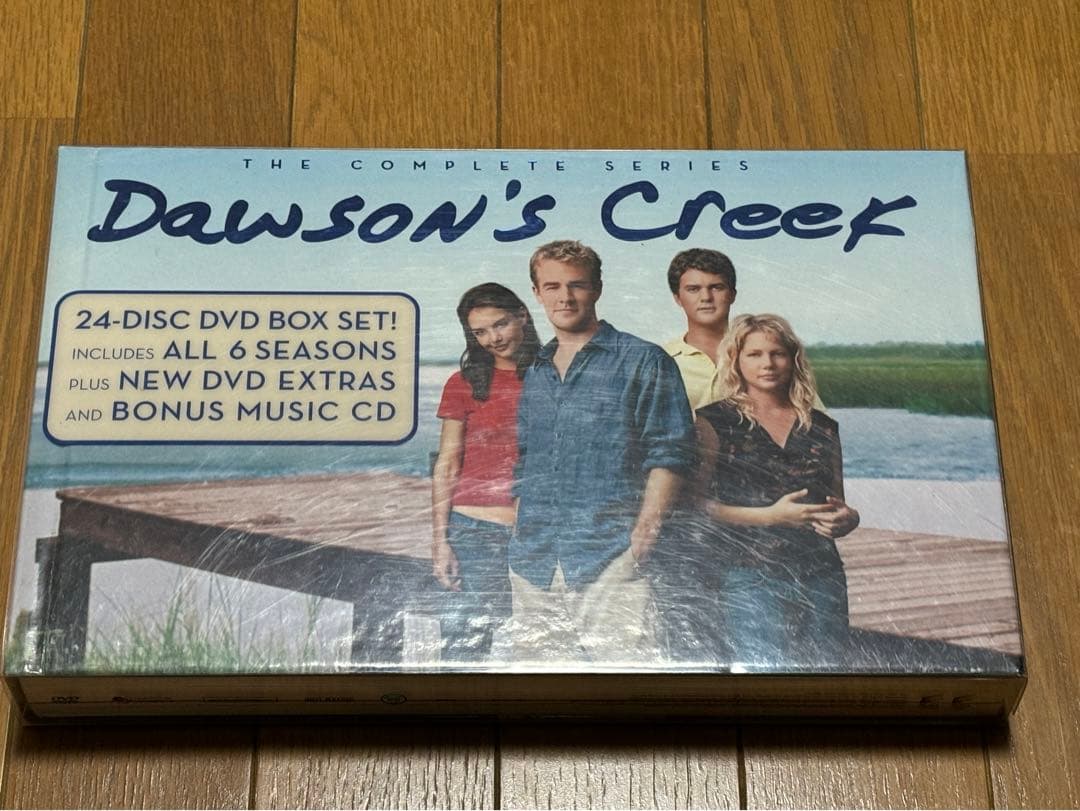 THE COMPLETE SERIES
Dawson's Creek
24-DISC DVD BOX SET!
INCLUDES ALL 6 SEASONS
PLUS NEW DVD EXTRAS
AND BONUS MUSIC CD
DVD